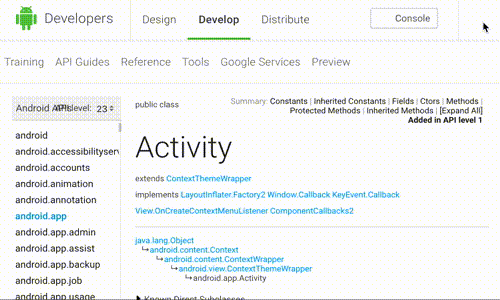 Developers Design Develop Distribute Console
Training API Guides Reference Tools Google Services Preview
Android APIs level: 23
android
android.accessibilityserv
android.accounts
android.animation
android.annotation
android.app
android.app.admin
android.app.assist
android.app.backup
android.app.job
android.app.usage
public class
Summary: Constants | Inherited Constants | Fields | Ctors | Methods |
Protected Methods | Inherited Methods | [Expand All]
Added in API level 1
Activity
extends ContextThemeWrapper
implements LayoutInflater.Factory2 Window.Callback KeyEvent.Callback
View.OnCreateContextMenuListener ComponentCallbacks2
java.lang.Object
↳android.content.Context
↳android.content.ContextWrapper
↳android.view.ContextThemeWrapper
↳android.app.Activity
Known Direct Subclasses